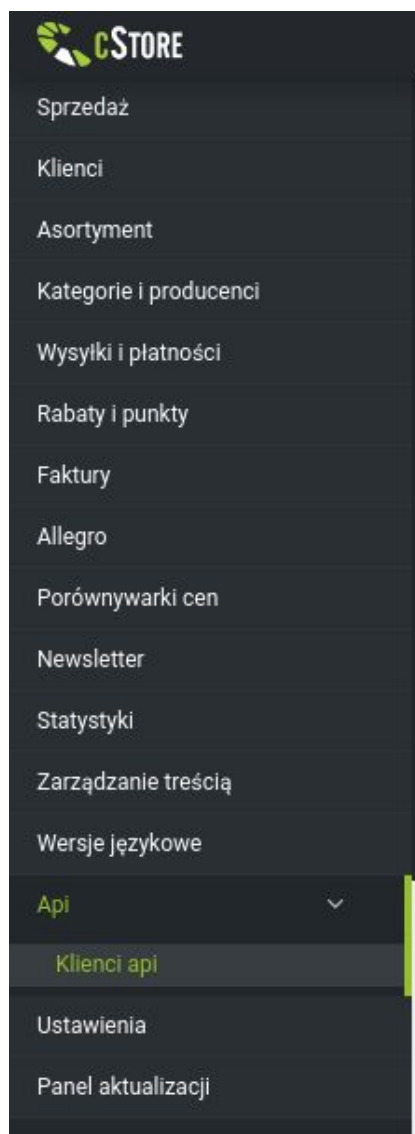 cStore
Sprzedaż
Klienci
Asortyment
Kategorie i producenci
Wysyłki i płatności
Rabaty i punkty
Faktury
Allegro
Porównywarki cen
Newsletter
Statystyki
Zarządzanie treścią
Wersje językowe
Api
Klienci api
Ustawienia
Panel aktualizacji